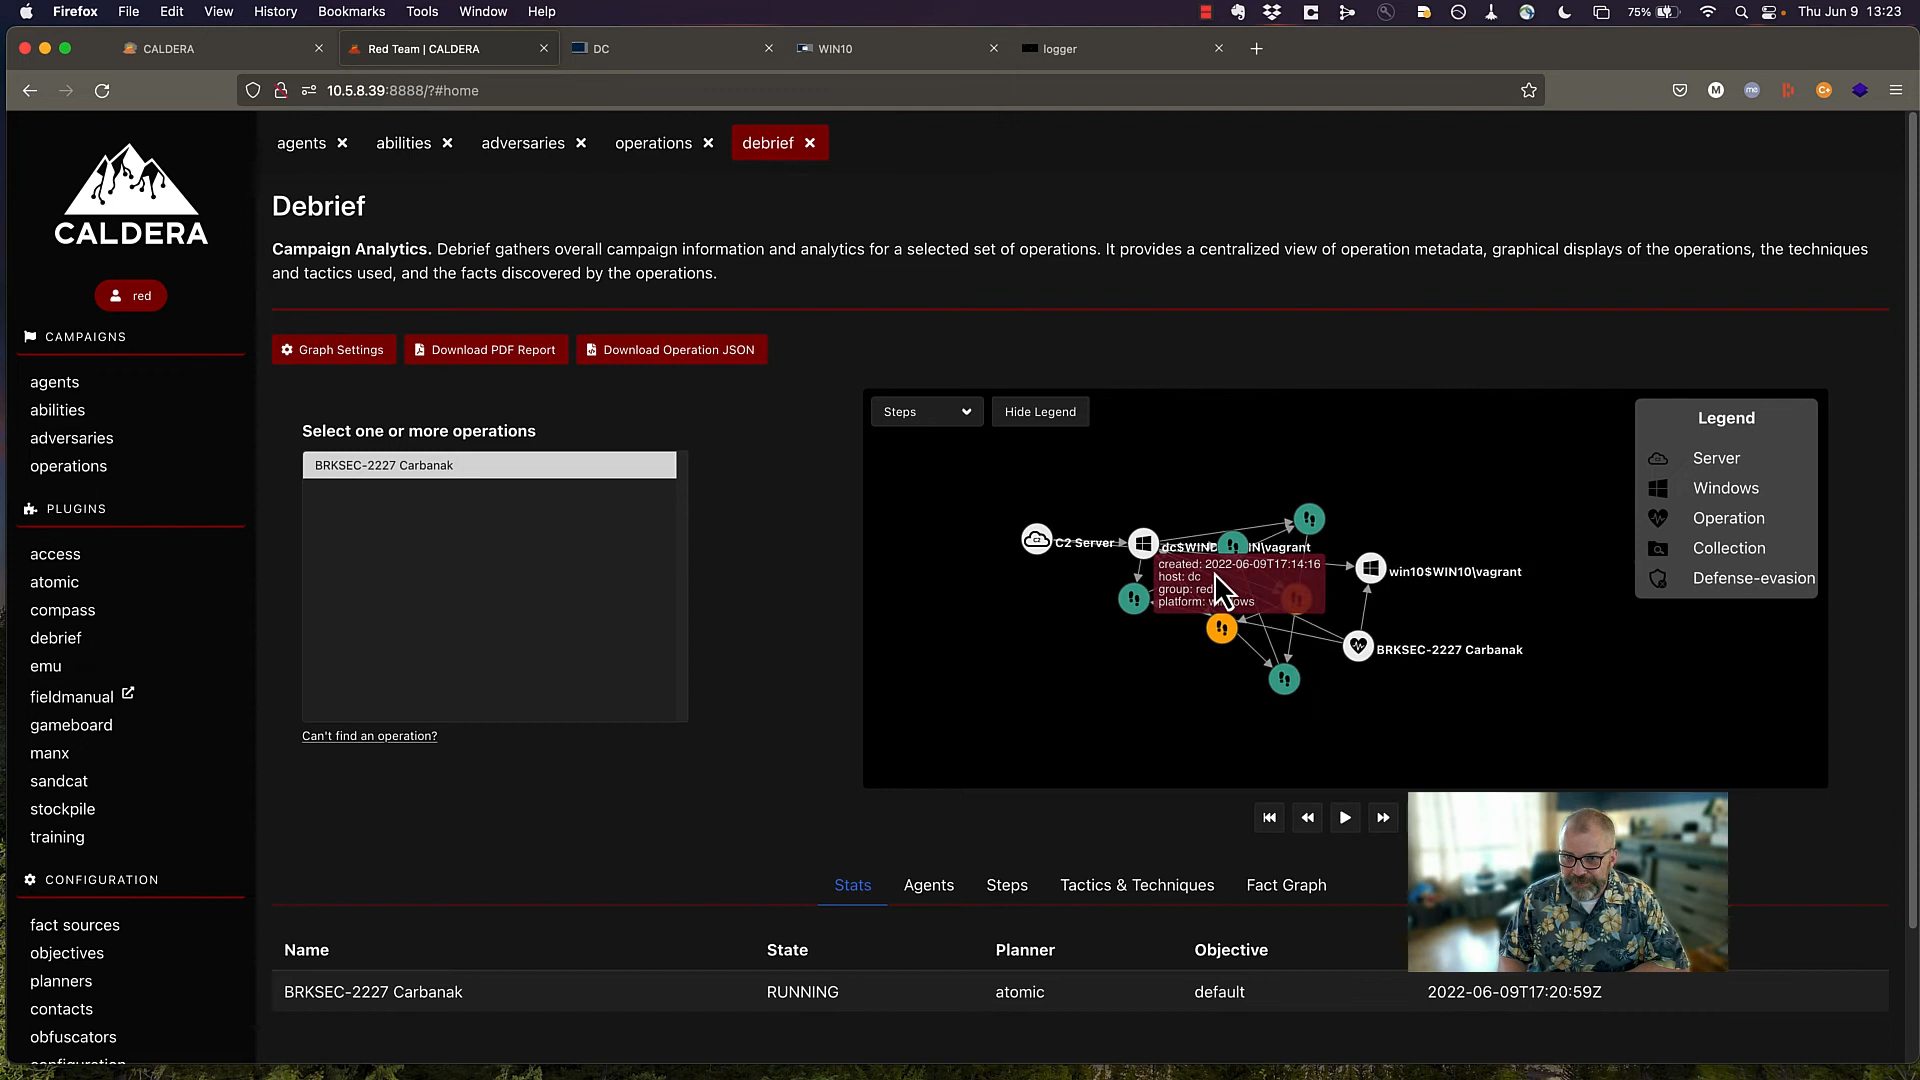 Firefox File Edit View History Bookmarks Tools Window Help
75% Thu Jun 9 13:23
CALDERA
Red Team | CALDERA
DC
WIN10
logger
10.5.8.39:8888/?#home
CALDERA
red
CAMPAIGNS
agents
abilities
adversaries
operations
PLUGINS
access
atomic
compass
debrief
emu
fieldmanual
gameboard
manx
sandcat
stockpile
training
CONFIGURATION
fact sources
objectives
planners
contacts
obfuscators
configuration
agents
abilities
adversaries
operations
debrief
Debrief
Campaign Analytics. Debrief gathers overall campaign information and analytics for a selected set of operations. It provides a centralized view of operation metadata, graphical displays of the operations, the techniques
and tactics used, and the facts discovered by the operations.
Graph Settings
Download PDF Report
Download Operation JSON
Select one or more operations
BRKSEC-2227 Carbanak
Can't find an operation?
Steps
Hide Legend
Legend
Server
Windows
Operation
Collection
Defense-evasion
C2
C2 Server
created: 2022-06-09T17:14:16
host: dc
group: red
platform:
win10$WIN10\vagrant
BRKSEC-2227 Carbanak
Stats Agents Steps Tactics & Techniques Fact Graph
Name State Planner Objective
BRKSEC-2227 Carbanak RUNNING atomic default 2022-06-09T17:20:59Z